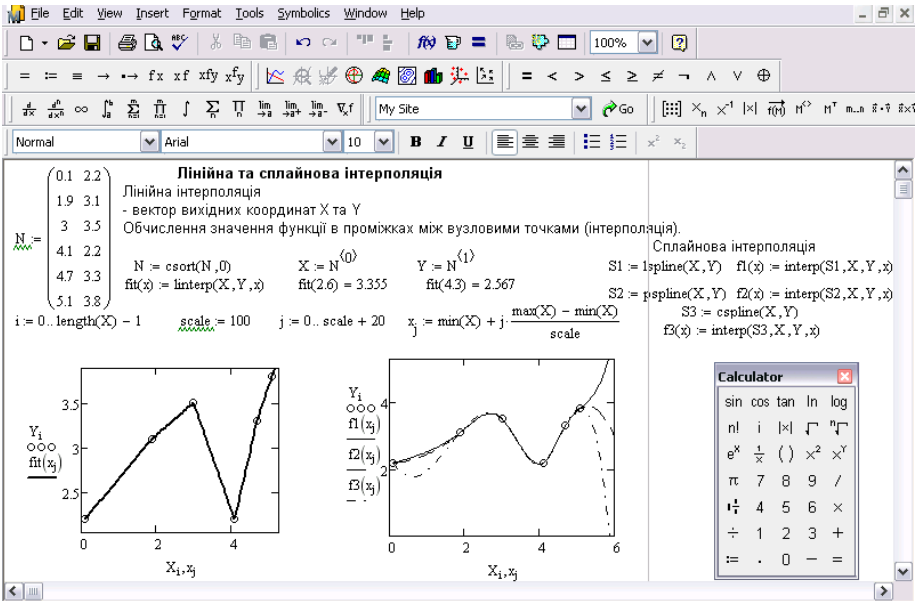 File Edit View Insert Format Tools Symbolics Window Help
100%
My Site Go
Normal Arial 10 B I U
Лінійна та сплайнова інтерполяція
Лінійна інтерполяція
- вектор вихідних координат X та Y
Обчислення значення функції в проміжках між вузловими точками (інтерполяція).
N :=
0.1 2.2
1.9 3.1
3 3.5
4.1 2.2
4.7 3.3
5.1 3.8
N := csort(N,0) X := N⟨0⟩ Y := N⟨1⟩
fit(x) := linterp(X,Y,x) fit(2.6) = 3.355 fit(4.3) = 2.567
Сплайнова інтерполяція
S1 := lspline(X,Y) f1(x) := interp(S1,X,Y,x)
S2 := pspline(X,Y) f2(x) := interp(S2,X,Y,x)
S3 := cspline(X,Y)
f3(x) := interp(S3,X,Y,x)
i := 0.. length(X) − 1 scale := 100 j := 0.. scale + 20 xj := min(X) + j· max(X) − min(X)
scale
Yi
fit(xj)
3.5
3
2.5
0 2 4
Xi,xj
Yi
f1(xj)
f2(xj)
f3(xj)
4
2
0 2 4 6
Xi,xj
Calculator
sin cos tan ln log
n! i |×| √ ⁿ√
eˣ 1/x ( ) ×² ×ʸ
π 7 8 9 /
4 5 6 ×
÷ 1 2 3 +
:= . 0 − =